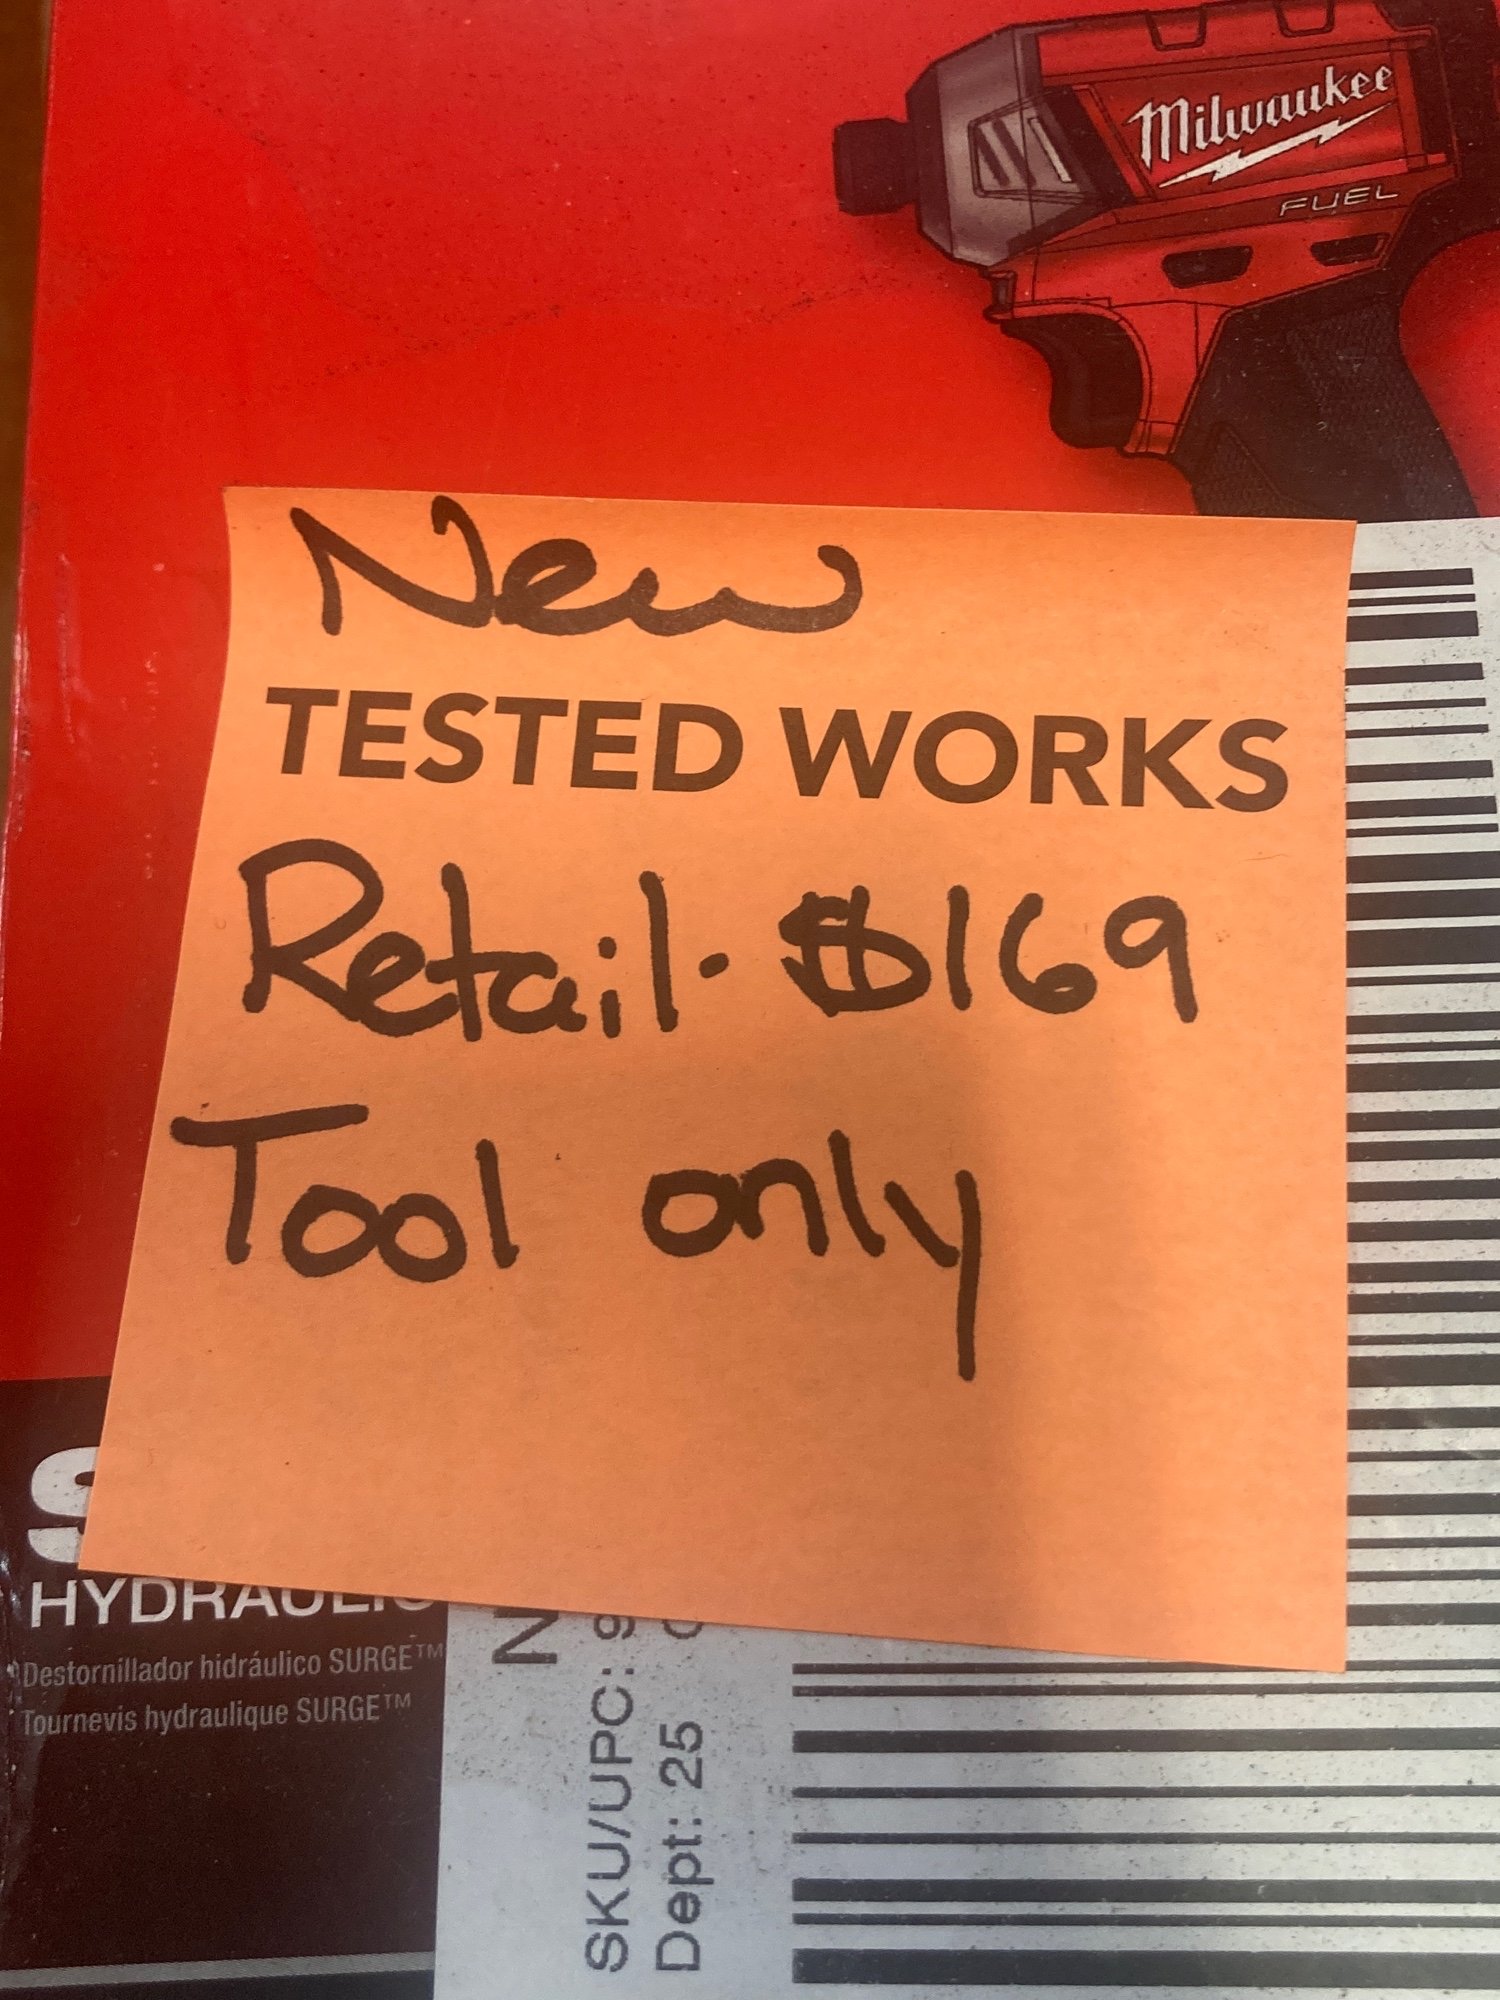 Milwaukee
FUEL
New
TESTED WORKS
Retail. $169
Tool only
HYDRAULIC
Destornillador hidráulico SURGE™
Tournevis hydraulique SURGE™
SKU/UPC: 9
Dept: 25